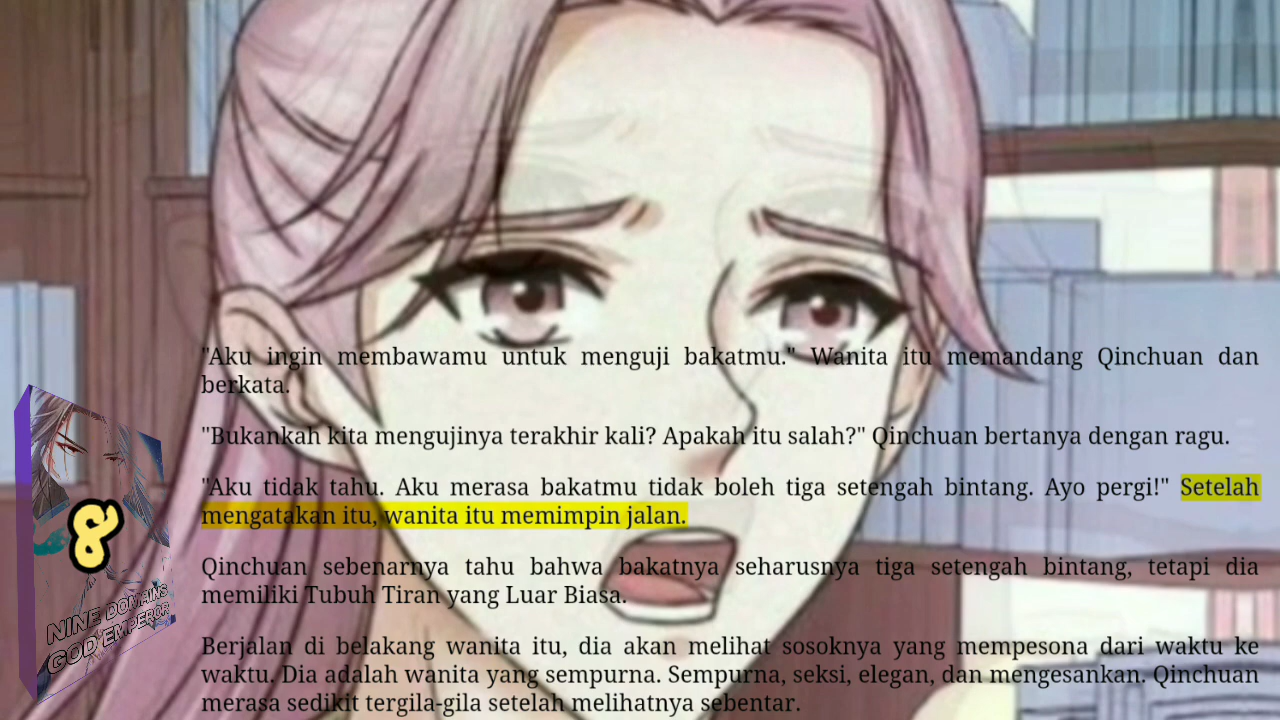 "Aku ingin membawamu untuk menguji bakatmu." Wanita itu memandang Qinchuan dan
berkata.
"Bukankah kita mengujinya terakhir kali? Apakah itu salah?" Qinchuan bertanya dengan ragu.
"Aku tidak tahu. Aku merasa bakatmu tidak boleh tiga setengah bintang. Ayo pergi!" Setelah
mengatakan itu, wanita itu memimpin jalan.
Qinchuan sebenarnya tahu bahwa bakatnya seharusnya tiga setengah bintang, tetapi dia
memiliki Tubuh Tiran yang Luar Biasa.
Berjalan di belakang wanita itu, dia akan melihat sosoknya yang mempesona dari waktu ke
waktu. Dia adalah wanita yang sempurna. Sempurna, seksi, elegan, dan mengesankan. Qinchuan
merasa sedikit tergila-gila setelah melihatnya sebentar.
8
NINE DOMAINS
GOD EMPEROR